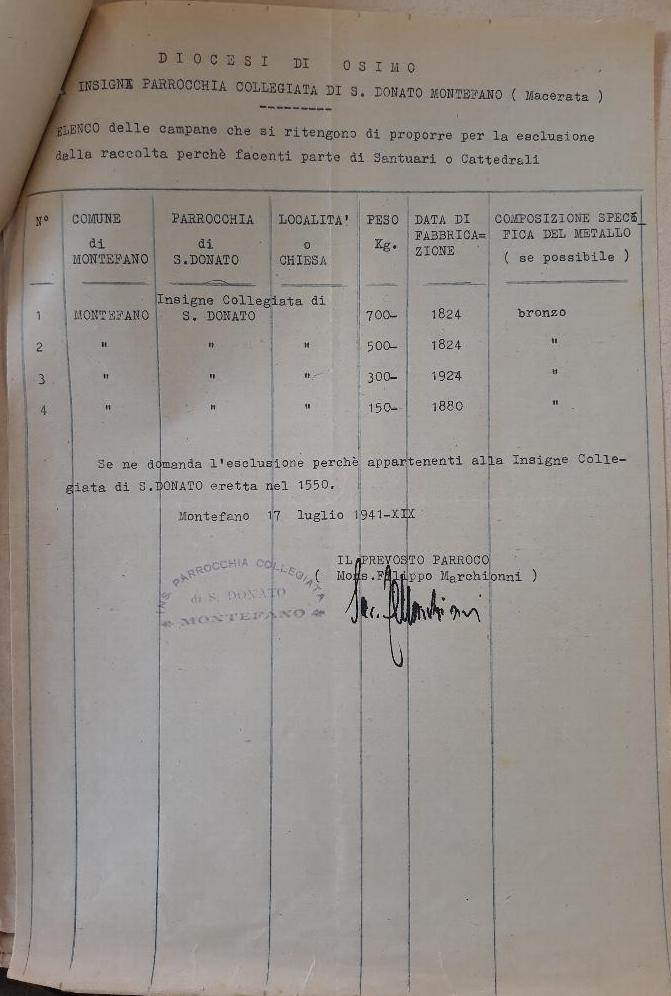 DIOCESI DI OSIMO
INSIGNE PARROCCHIA COLLEGIATA DI S. DONATO MONTEFANO ( Macerata )
ELENCO delle campane che si ritengono di proporre per la esclusione
dalla raccolta perchè facenti parte di Santuari o Cattedrali
N° COMUNE PARROCCHIA LOCALITA' PESO DATA DI COMPOSIZIONE SPECI_
di di o Kg. FABBRICA= FICA DEL METALLO
MONTEFANO S.DONATO CHIESA ZIONE ( se possibile )
Insigne Collegiata di
1 MONTEFANO S. DONATO 700- 1824 bronzo
2 " " " 500- 1824 "
3 " " " 300- 1924 "
4 " " " 150- 1880 "
Se ne domanda l'esclusione perchè appartenenti alla Insigne Colle-
giata di S.DONATO eretta nel 1550.
Montefano 17 luglio 1941-XIX
IL PREVOSTO PARROCO
( Mons.Filippo Marchionni )
Sac. F Marchionni
INS. PARROCCHIA COLLEGIATA
di S. DONATO
MONTEFANO